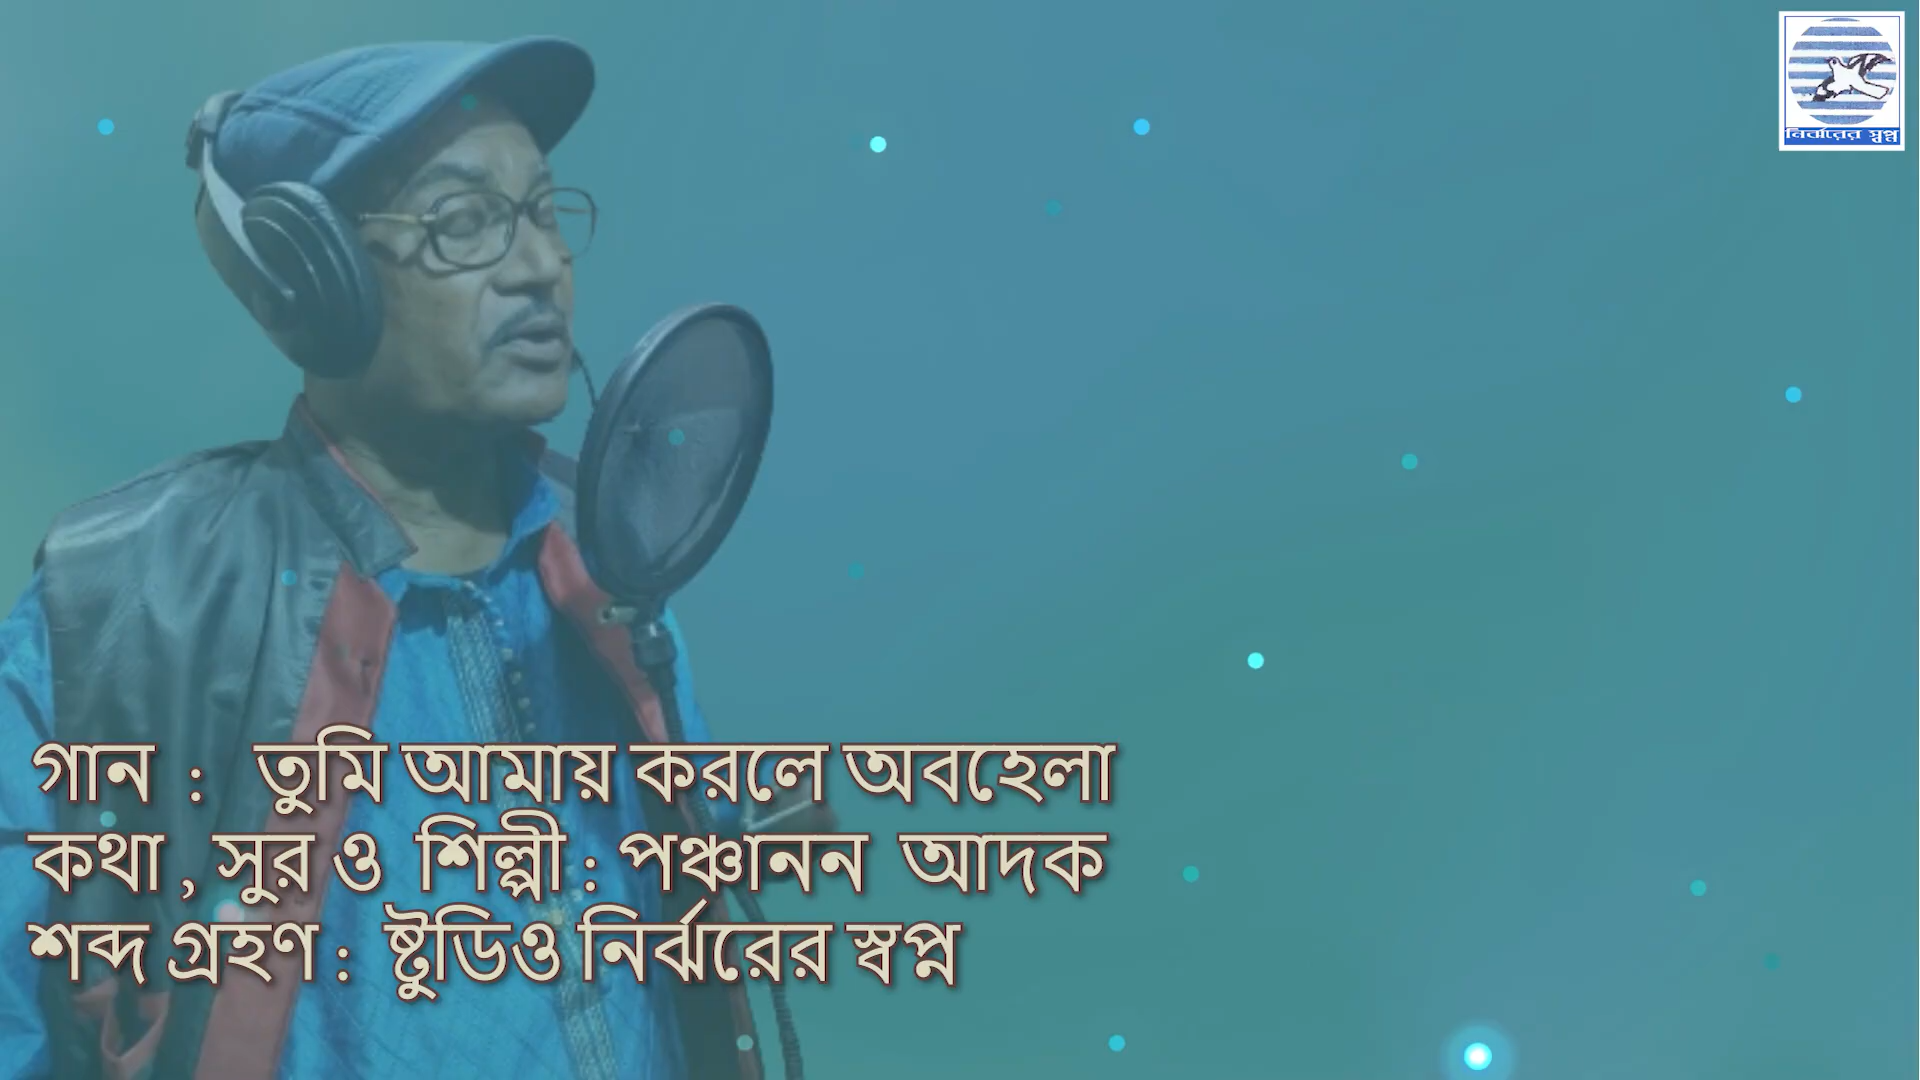 নির্ঝরের স্বপ্ন
গান : তুমি আমায় করলে অবহেলা
কথা , সুর ও শিল্পী : পঞ্চানন আদক
শব্দ গ্রহণ : ষ্টুডিও নির্ঝরের স্বপ্ন